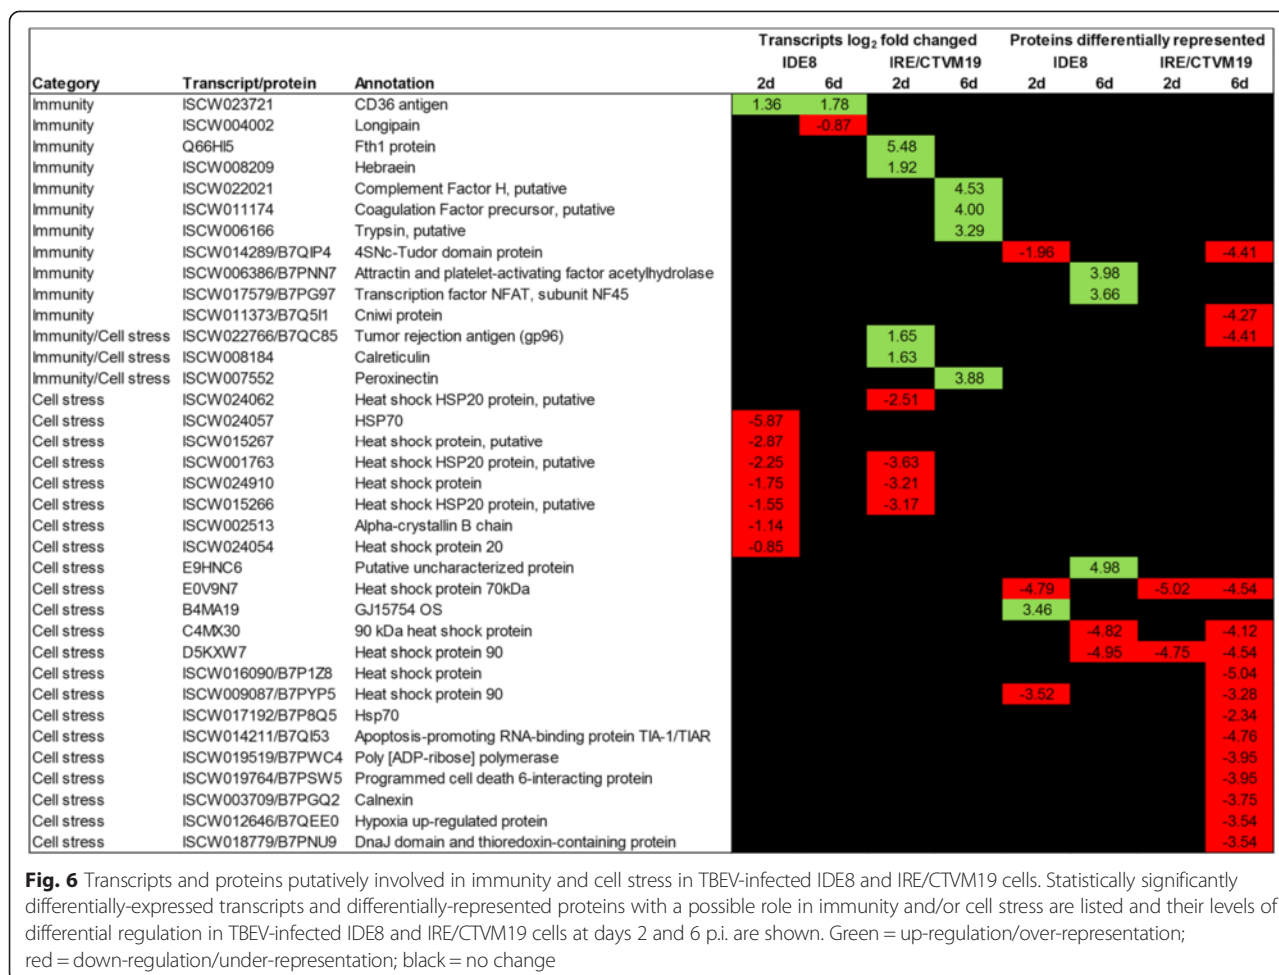 Transcripts log2 fold changed Proteins differentially represented
IDE8 IRE/CTVM19 IDE8 IRE/CTVM19
Category Transcript/protein Annotation 2d 6d 2d 6d 2d 6d 2d 6d
Immunity ISCW023721 CD36 antigen 1.36 1.78
Immunity ISCW004002 Longipain -0.87
Immunity Q66HI5 Fth1 protein 5.48
Immunity ISCW008209 Hebraein 1.92
Immunity ISCW022021 Complement Factor H, putative 4.53
Immunity ISCW011174 Coagulation Factor precursor, putative 4.00
Immunity ISCW006166 Trypsin, putative 3.29
Immunity ISCW014289/B7QIP4 4SNc-Tudor domain protein -1.96 -4.41
Immunity ISCW006386/B7PNN7 Attractin and platelet-activating factor acetylhydrolase 3.98
Immunity ISCW017579/B7PG97 Transcription factor NFAT, subunit NF45 3.66
Immunity ISCW011373/B7Q5I1 Cniwi protein -4.27
Immunity/Cell stress ISCW022766/B7QC85 Tumor rejection antigen (gp96) 1.65 -4.41
Immunity/Cell stress ISCW008184 Calreticulin 1.63
Immunity/Cell stress ISCW007552 Peroxinectin 3.88
Cell stress ISCW024062 Heat shock HSP20 protein, putative -2.51
Cell stress ISCW024057 HSP70 -5.87
Cell stress ISCW015267 Heat shock protein, putative -2.87
Cell stress ISCW001763 Heat shock HSP20 protein, putative -2.25 -3.63
Cell stress ISCW024910 Heat shock protein -1.75 -3.21
Cell stress ISCW015266 Heat shock HSP20 protein, putative -1.55 -3.17
Cell stress ISCW002513 Alpha-crystallin B chain -1.14
Cell stress ISCW024054 Heat shock protein 20 -0.85
Cell stress E9HNC6 Putative uncharacterized protein 4.98
Cell stress E0V9N7 Heat shock protein 70kDa -4.79 -5.02 -4.54
Cell stress B4MA19 GJ15754 OS 3.46
Cell stress C4MX30 90 kDa heat shock protein -4.82 -4.12
Cell stress D5KXW7 Heat shock protein 90 -4.95 -4.75 -4.54
Cell stress ISCW016090/B7P1Z8 Heat shock protein -5.04
Cell stress ISCW009087/B7PYP5 Heat shock protein 90 -3.52 -3.28
Cell stress ISCW017192/B7P8Q5 Hsp70 -2.34
Cell stress ISCW014211/B7QI53 Apoptosis-promoting RNA-binding protein TIA-1/TIAR -4.76
Cell stress ISCW019519/B7PWC4 Poly [ADP-ribose] polymerase -3.95
Cell stress ISCW019764/B7PSW5 Programmed cell death 6-interacting protein -3.95
Cell stress ISCW003709/B7PGQ2 Calnexin -3.75
Cell stress ISCW012646/B7QEE0 Hypoxia up-regulated protein -3.54
Cell stress ISCW018779/B7PNU9 DnaJ domain and thioredoxin-containing protein -3.54
Fig. 6 Transcripts and proteins putatively involved in immunity and cell stress in TBEV-infected IDE8 and IRE/CTVM19 cells. Statistically significantly
differentially-expressed transcripts and differentially-represented proteins with a possible role in immunity and/or cell stress are listed and their levels of
differential regulation in TBEV-infected IDE8 and IRE/CTVM19 cells at days 2 and 6 p.i. are shown. Green = up-regulation/over-representation;
red = down-regulation/under-representation; black = no change